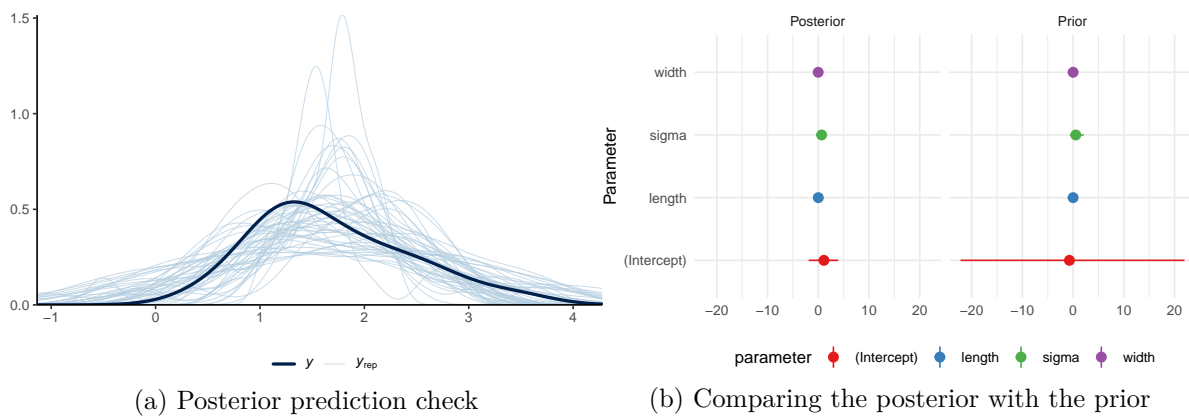 1.5
1.0
0.5
0.0
−1 0 1 2 3 4
y y rep
(a) Posterior prediction check
Posterior Prior
Parameter
width
sigma
length
(Intercept)
−20 −10 0 10 20 −20 −10 0 10 20
parameter (Intercept) length sigma width
(b) Comparing the posterior with the prior